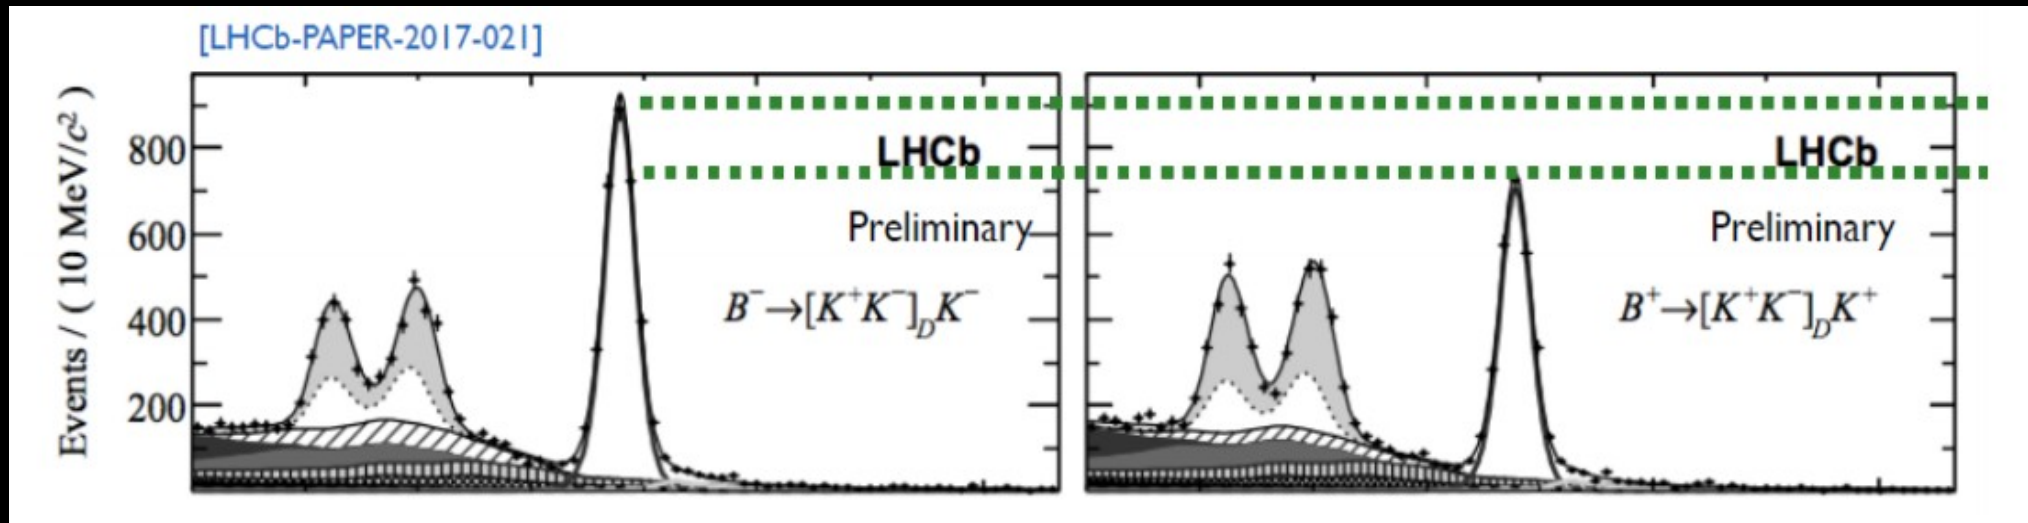 [LHCb-PAPER-2017-021]
Events / ( 10 MeV/c² )
800
600
400
200
LHCb
Preliminary
B⁻→[K⁺K⁻]_D K⁻
LHCb
Preliminary
B⁺→[K⁺K⁻]_D K⁺